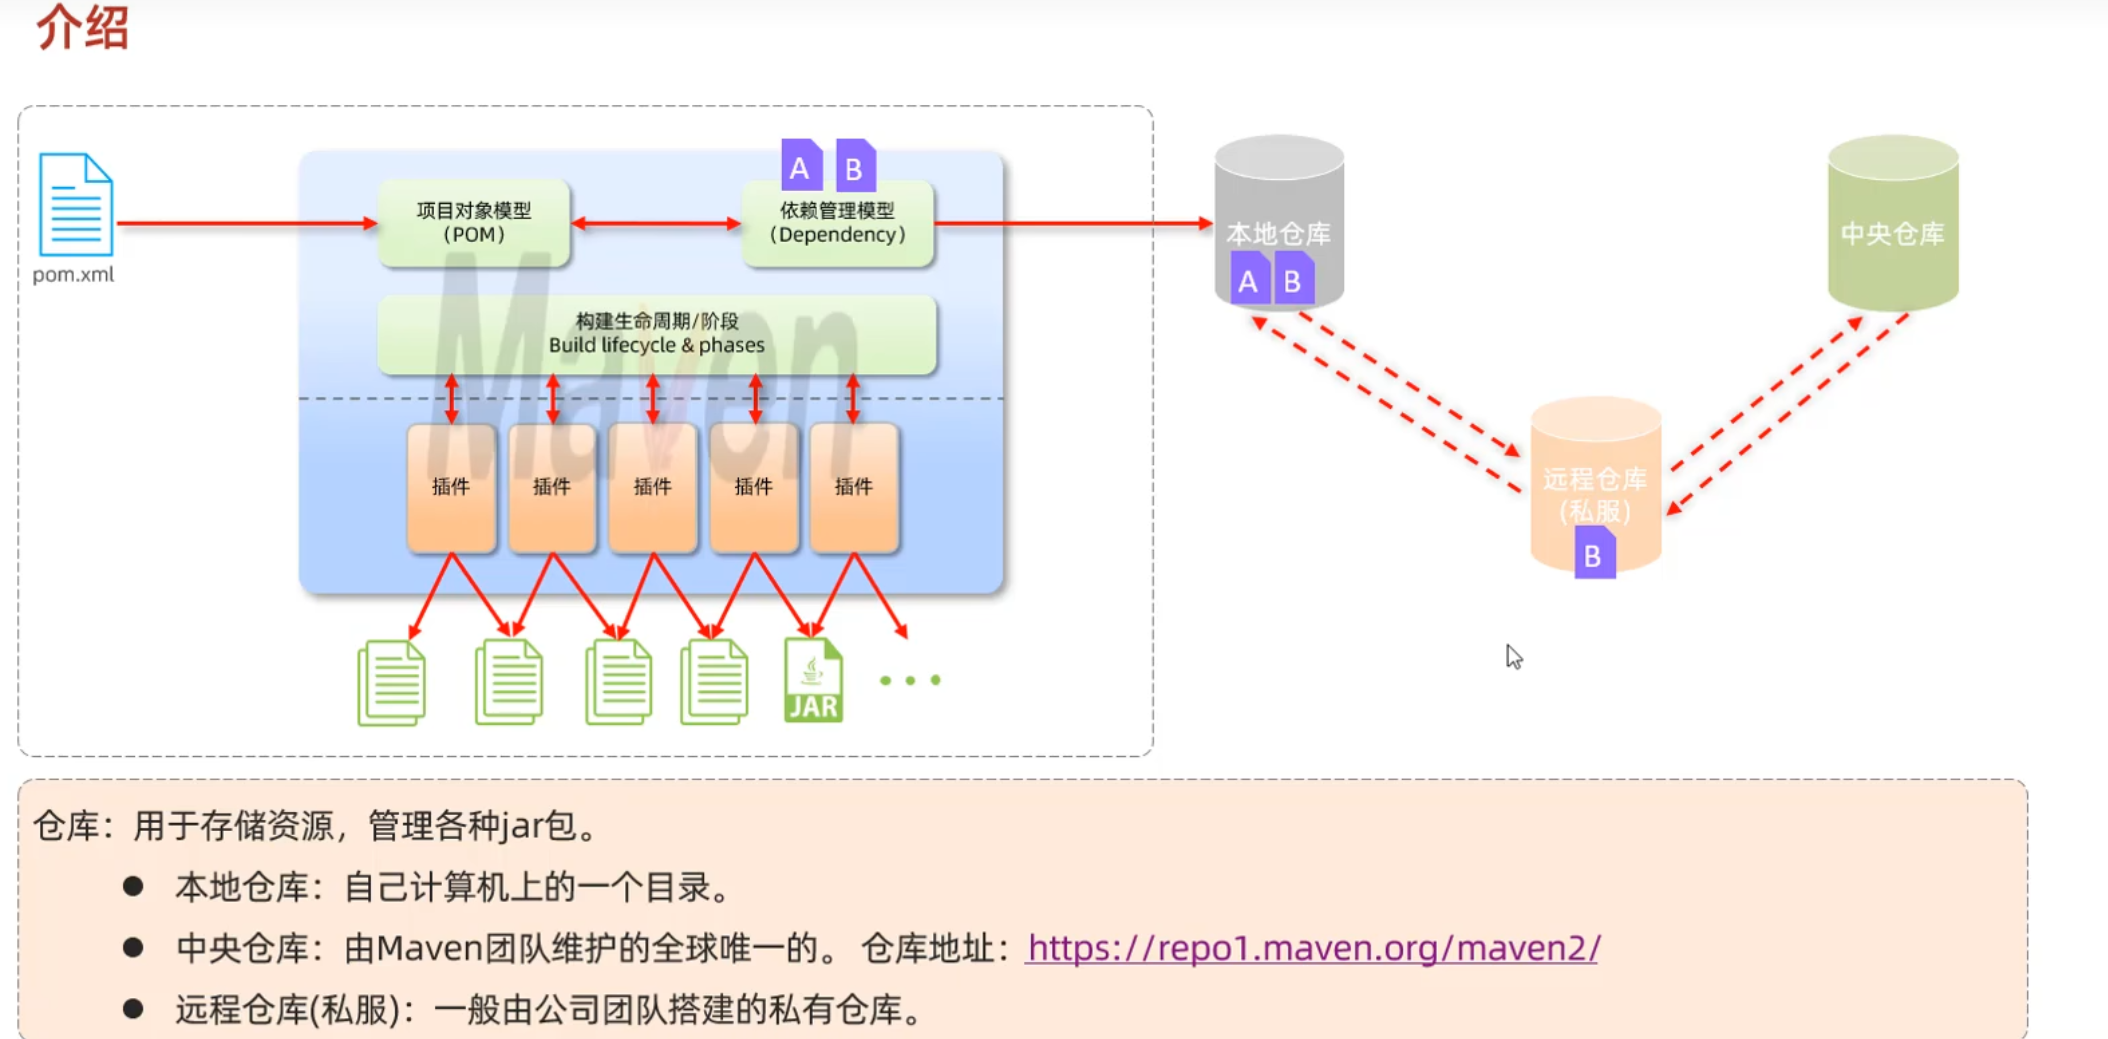 介绍
A B
项目对象模型
（POM）
依赖管理模型
（Dependency）
pom.xml
本地仓库
A B
中央仓库
构建生命周期/阶段
Build lifecycle & phases
Maven
插件 插件 插件 插件 插件
远程仓库
(私服)
B
JAR
仓库：用于存储资源，管理各种jar包。
● 本地仓库：自己计算机上的一个目录。
● 中央仓库：由Maven团队维护的全球唯一的。 仓库地址：https://repo1.maven.org/maven2/
● 远程仓库(私服)：一般由公司团队搭建的私有仓库。